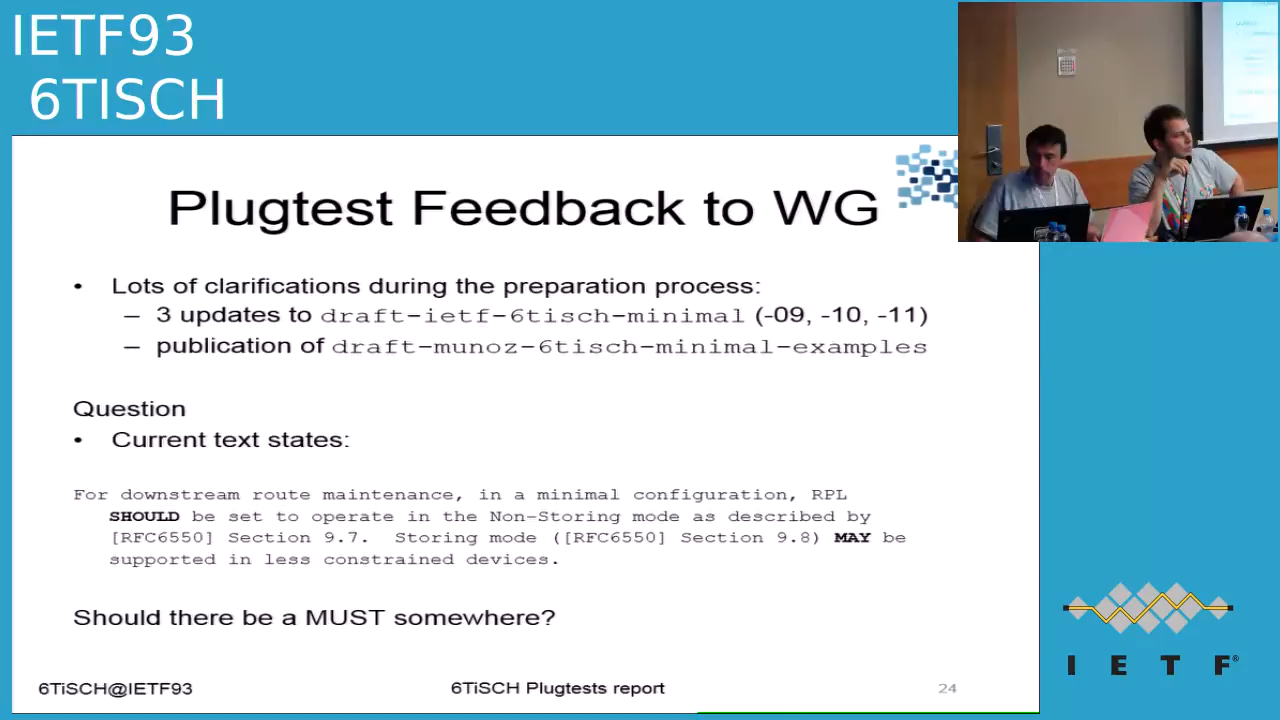 IETF93
6TISCH
Plugtest Feedback to WG
• Lots of clarifications during the preparation process:
– 3 updates to draft-ietf-6tisch-minimal (-09, -10, -11)
– publication of draft-munoz-6tisch-minimal-examples
Question
• Current text states:
For downstream route maintenance, in a minimal configuration, RPL
SHOULD be set to operate in the Non-Storing mode as described by
[RFC6550] Section 9.7. Storing mode ([RFC6550] Section 9.8) MAY be
supported in less constrained devices.
Should there be a MUST somewhere?
6TiSCH@IETF93
6TiSCH Plugtests report
24
I E T F®